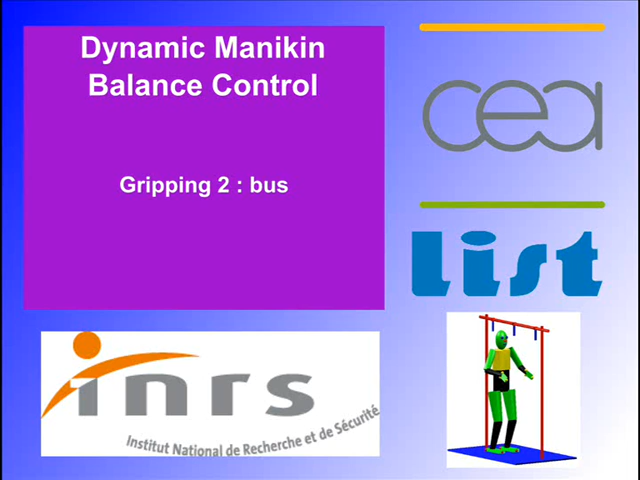 Dynamic Manikin
Balance Control
Gripping 2 : bus
cea
list
inrs
Institut National de Recherche et de Sécurité